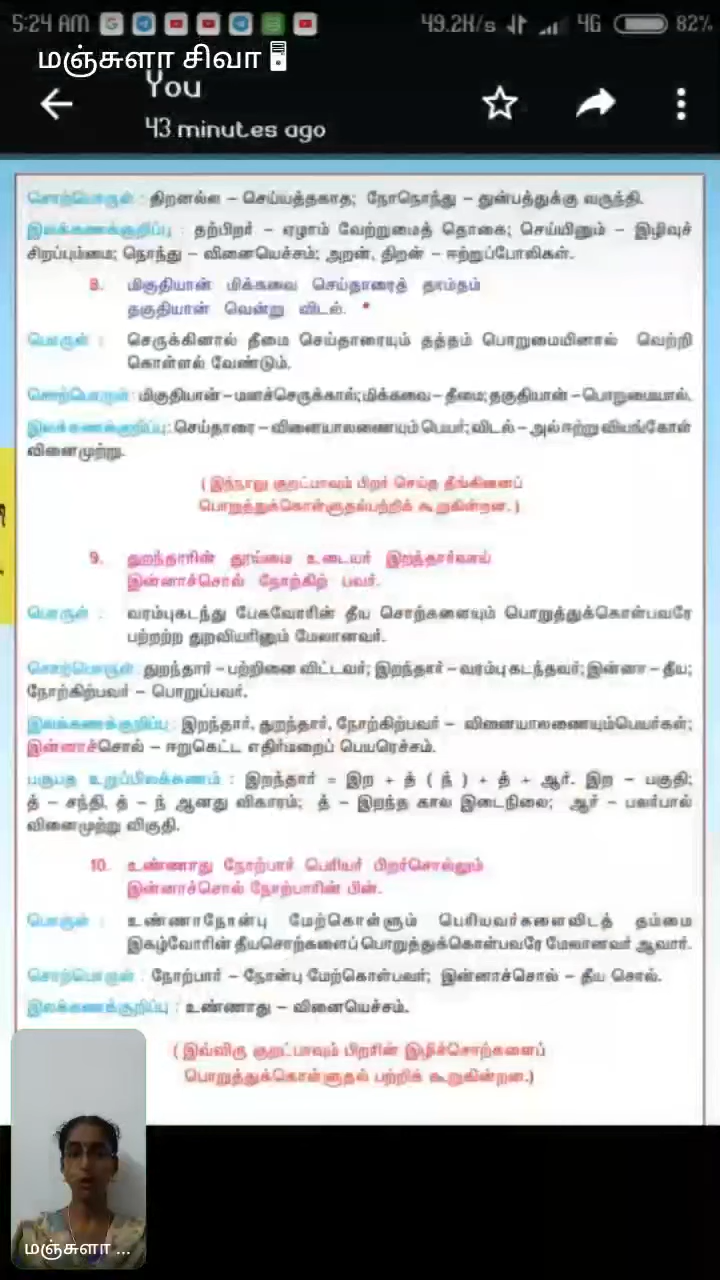 5:24 AM 49.2K/s 4G 82%
மஞ்சுளா சிவா
You
43 minutes ago
சொற்பொருள் : திறனல்ல – செய்யத்தகாத; நோநொந்து – துன்பத்துக்கு வருந்தி.
இலக்கணக்குறிப்பு : தற்பிறர் – ஏழாம் வேற்றுமைத் தொகை; செய்யினும் – இழிவுச்
சிறப்பும்மை; நொந்து – வினையெச்சம்; அறன், திறன் – ஈற்றுப்போலிகள்.
8. மிகுதியான் மிக்கவை செய்தாரைத் தாம்தம்
தகுதியான் வென்று விடல். *
பொருள் : செருக்கினால் தீமை செய்தாரையும் தத்தம் பொறுமையினால் வெற்றி
கொள்ளல் வேண்டும்.
சொற்பொருள் : மிகுதியான் – மனச்செருக்கால்; மிக்கவை – தீமை; தகுதியான் – பொறுமையால்.
இலக்கணக்குறிப்பு : செய்தாரை – வினையாலணையும் பெயர்; விடல் – அல் ஈற்று வியங்கோள்
வினைமுற்று.
( இந்நாலு குறட்பாவும் பிறர் செய்த தீங்கினைப்
பொறுத்துக்கொள்ளுதல்பற்றிக் கூறுகின்றன. )
9. துறந்தாரின் தூய்மை உடையர் இறந்தார்வாய்
இன்னாச்சொல் நோற்கிற் பவர்.
பொருள் : வரம்புகடந்து பேசுவோரின் தீய சொற்களையும் பொறுத்துக்கொள்பவரே
பற்றற்ற துறவியரினும் மேலானவர்.
சொற்பொருள் : துறந்தார் – பற்றினை விட்டவர்; இறந்தார் – வரம்பு கடந்தவர்; இன்னா – தீய;
நோற்கிற்பவர் – பொறுப்பவர்.
இலக்கணக்குறிப்பு : இறந்தார், துறந்தார், நோற்கிற்பவர் – வினையாலணையும்பெயர்கள்;
இன்னாச்சொல் – ஈறுகெட்ட எதிர்மறைப் பெயரெச்சம்.
பகுபத உறுப்பிலக்கணம் : இறந்தார் = இற + த் ( ந் ) + த் + ஆர். இற – பகுதி;
த் – சந்தி, த் – ந் ஆனது விகாரம்; த் – இறந்த கால இடைநிலை; ஆர் – பலர்பால்
வினைமுற்று விகுதி.
10. உண்ணாது நோற்பார் பெரியர் பிறர்சொல்லும்
இன்னாச்சொல் நோற்பாரின் பின்.
பொருள் : உண்ணாநோன்பு மேற்கொள்ளும் பெரியவர்களைவிடத் தம்மை
இகழ்வோரின் தீயசொற்களைப் பொறுத்துக்கொள்பவரே மேலானவர் ஆவார்.
சொற்பொருள் : நோற்பார் – நோன்பு மேற்கொள்பவர்; இன்னாச்சொல் – தீய சொல்.
இலக்கணக்குறிப்பு : உண்ணாது – வினையெச்சம்.
( இவ்விரு குறட்பாவும் பிறரின் இழிச்சொற்களைப்
பொறுத்துக்கொள்ளுதல் பற்றிக் கூறுகின்றன.)
மஞ்சுளா ...